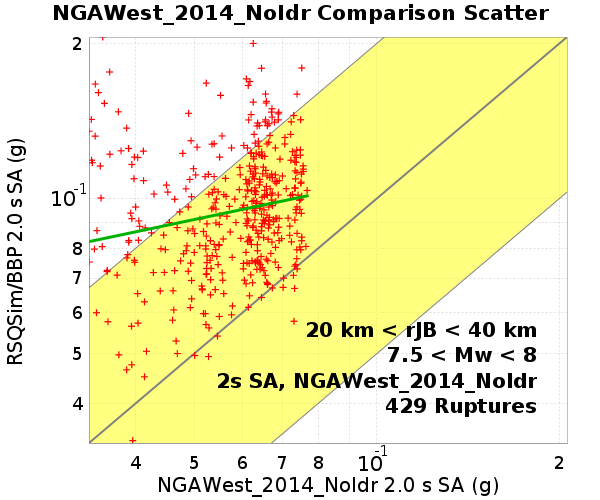 NGAWest_2014_NoIdr Comparison Scatter
RSQSim/BBP 2.0 s SA (g)
2
10⁻¹
8
7
6
5
4
20 km < rJB < 40 km
7.5 < Mw < 8
2s SA, NGAWest_2014_NoIdr
429 Ruptures
4 5 6 7 8 10⁻¹ 2
NGAWest_2014_NoIdr 2.0 s SA (g)